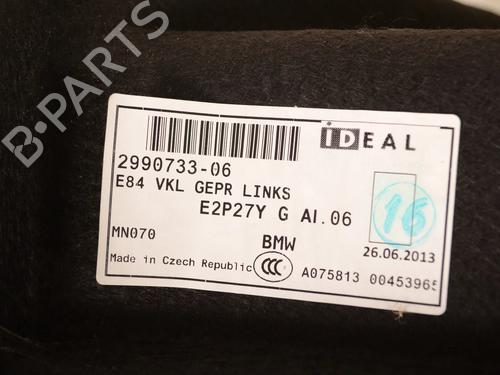 B-PARTS
iDEAL
2990733-06
E84 VKL GEPR LINKS
E2P27Y G AI.06
16
MN070
BMW
26.06.2013
Made in Czech Republic
CCC
A075813 00453965